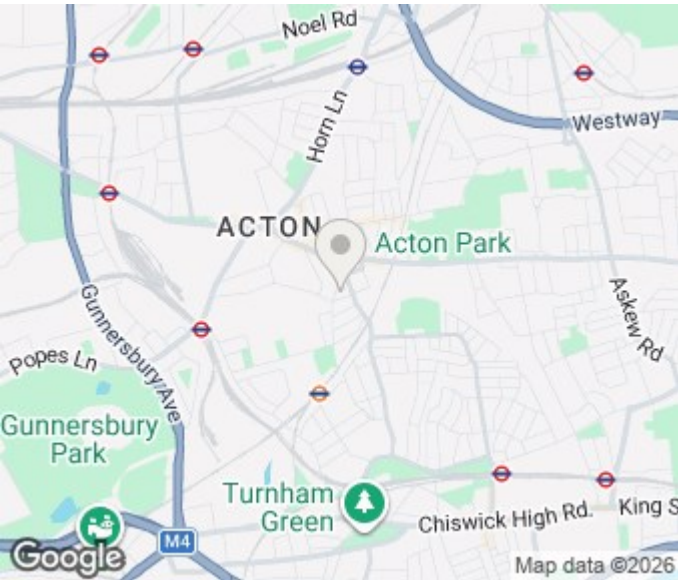 Noel Rd
Horn Ln
Westway
ACTON
Acton Park
Askew Rd
Gunnersbury Ave
Popes Ln
Gunnersbury
Park
Turnham
Green
Chiswick High Rd.
King S
M4
Google
Map data ©2026